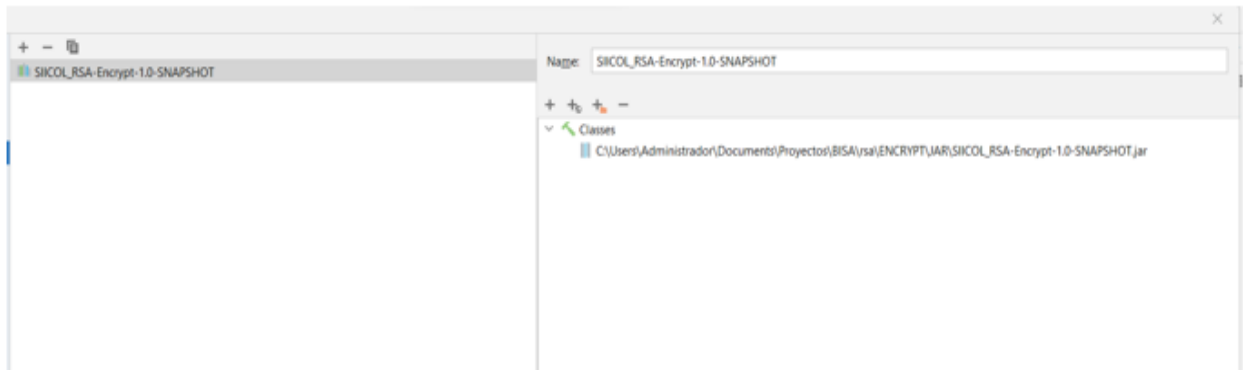 SIICOL_RSA-Encrypt-1.0-SNAPSHOT
Name: SIICOL_RSA-Encrypt-1.0-SNAPSHOT
Classes
C:\Users\Administrador\Documents\Proyectos\BISA\rsa\ENCRYPT\JAR\SIICOL_RSA-Encrypt-1.0-SNAPSHOT.jar